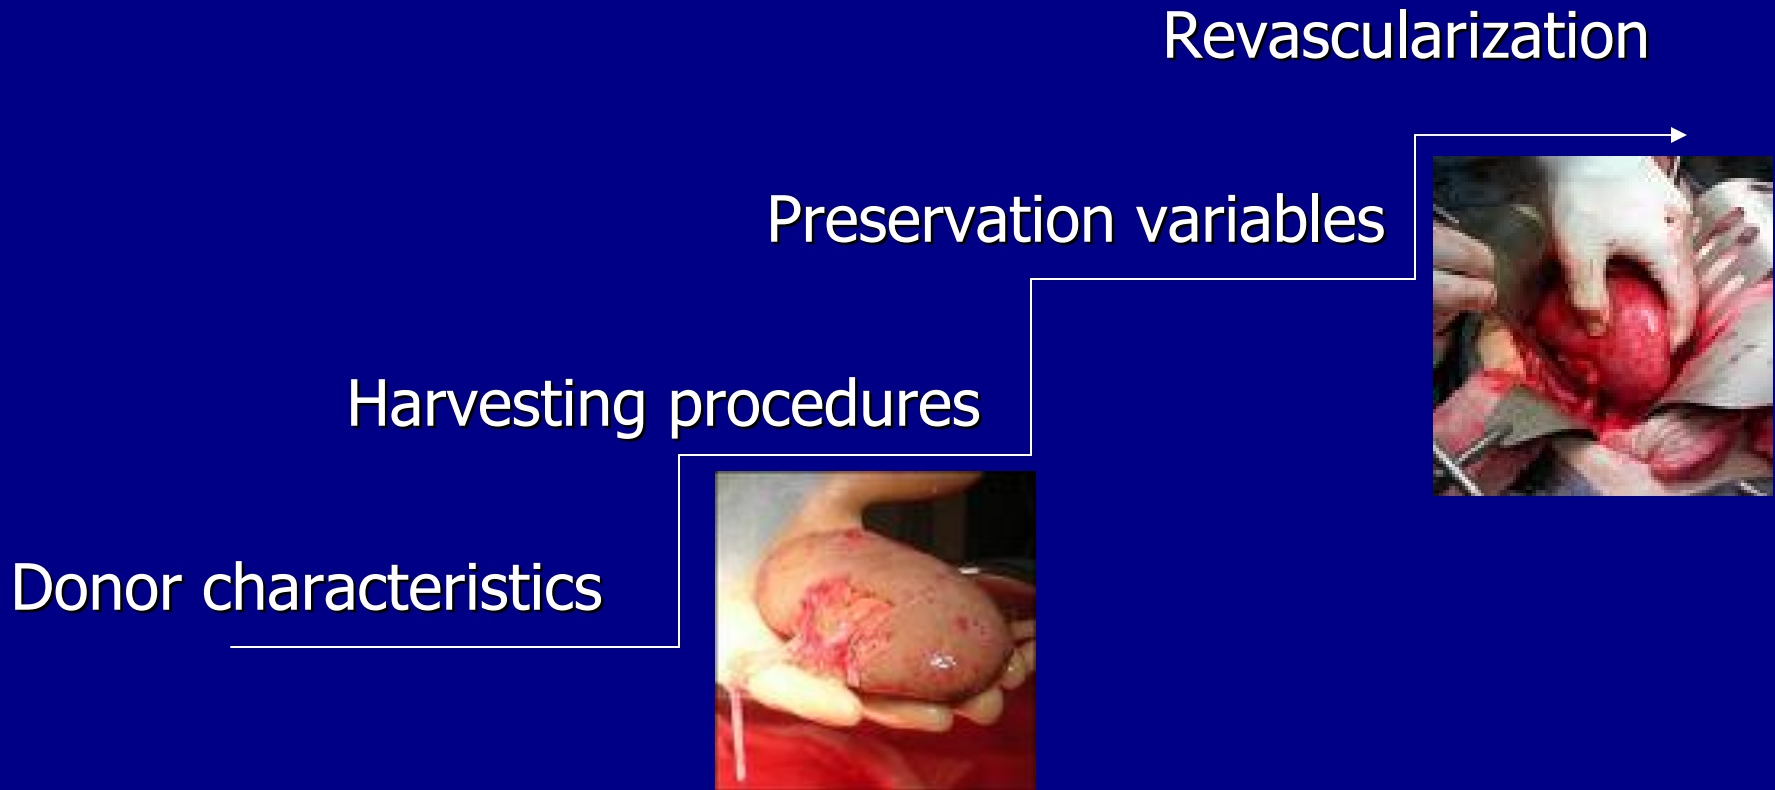 Revascularization
Preservation variables
Harvesting procedures
Donor characteristics